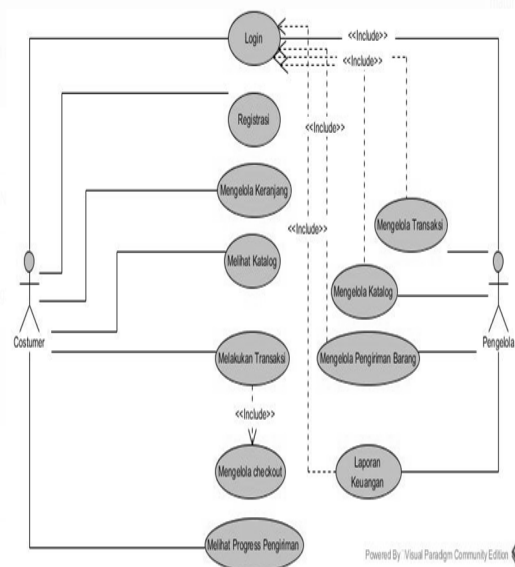 Login
<<Include>>
<<Include>>
Registrasi
<<Include>>
Mengelola Keranjang
Mengelola Transaksi
<<Include>>
Melihat Katalog
Mengelola Katalog
Costumer
Pengelola
Melakukan Transaksi
Mengelola Pengiriman Barang
<<Include>>
Mengelola checkout
Laporan
Keuangan
Melihat Progress Pengiriman
Powered By Visual Paradigm Community Edition